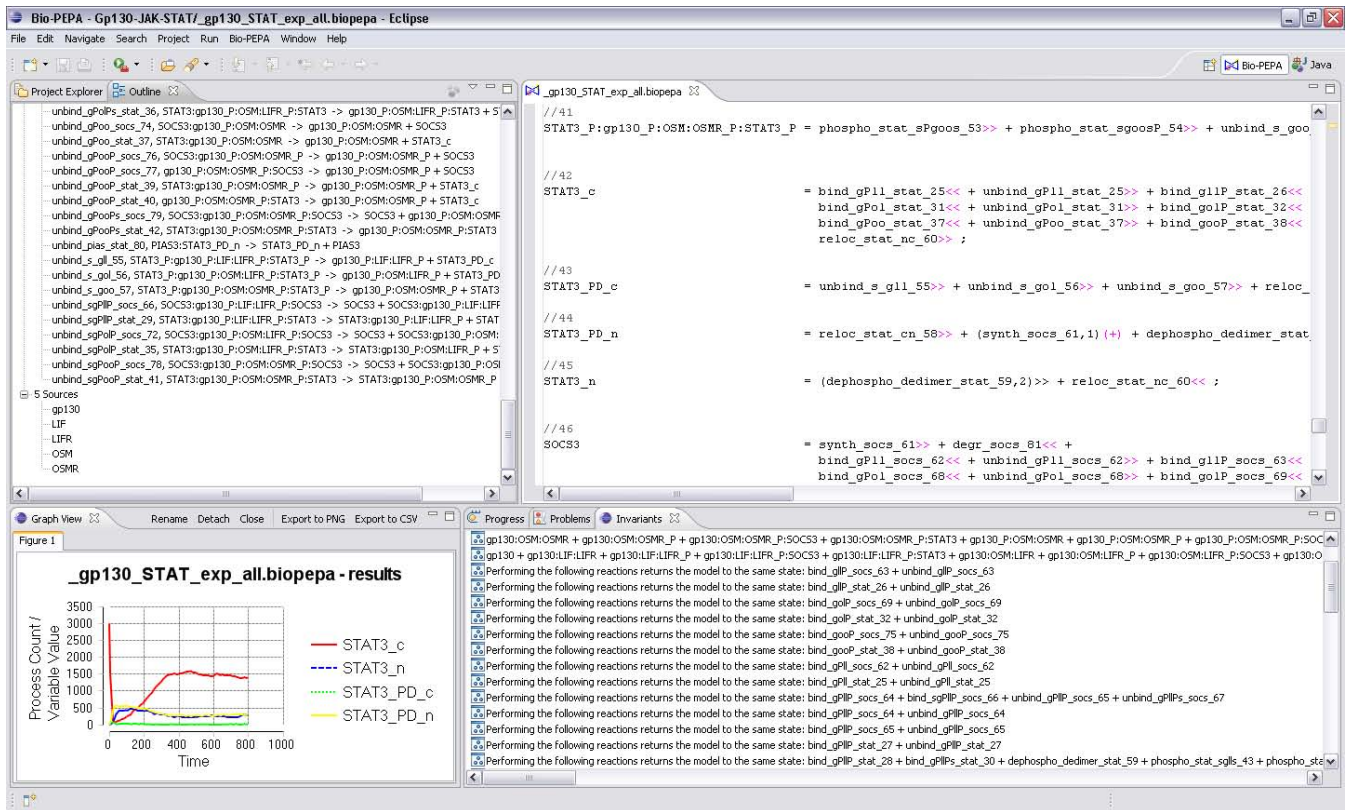 Bio-PEPA - Gp130-JAK-STAT/_gp130_STAT_exp_all.biopepa - Eclipse
File Edit Navigate Search Project Run Bio-PEPA Window Help
Bio-PEPA Java
Project Explorer Outline
unbind_gPolPs_stat_36, STAT3:gp130_P:OSM:LIFR_P:STAT3 -> gp130_P:OSM:LIFR_P:STAT3 + S
unbind_gPoo_socs_74, SOCS3:gp130_P:OSM:OSMR -> gp130_P:OSM:OSMR + SOCS3
unbind_gPoo_stat_37, STAT3:gp130_P:OSM:OSMR -> gp130_P:OSM:OSMR + STAT3_c
unbind_gPooP_socs_76, SOCS3:gp130_P:OSM:OSMR_P -> gp130_P:OSM:OSMR_P + SOCS3
unbind_gPooP_socs_77, gp130_P:OSM:OSMR_P:SOCS3 -> gp130_P:OSM:OSMR_P + SOCS3
unbind_gPooP_stat_39, STAT3:gp130_P:OSM:OSMR_P -> gp130_P:OSM:OSMR_P + STAT3_c
unbind_gPooP_stat_40, gp130_P:OSM:OSMR_P:STAT3 -> gp130_P:OSM:OSMR_P + STAT3_c
unbind_gPooPs_socs_79, SOCS3:gp130_P:OSM:OSMR_P:SOCS3 -> SOCS3 + gp130_P:OSM:OSMR
unbind_gPooPs_stat_42, STAT3:gp130_P:OSM:OSMR_P:STAT3 -> gp130_P:OSM:OSMR_P:STAT3
unbind_pias_stat_80, PIAS3:STAT3_PD_n -> STAT3_PD_n + PIAS3
unbind_s_gll_55, STAT3_P:gp130_P:LIF:LIFR_P:STAT3_P -> gp130_P:LIF:LIFR_P + STAT3_PD_c
unbind_s_gol_56, STAT3_P:gp130_P:OSM:LIFR_P:STAT3_P -> gp130_P:OSM:LIFR_P + STAT3_PD
unbind_s_goo_57, STAT3_P:gp130_P:OSM:OSMR_P:STAT3_P -> gp130_P:OSM:OSMR_P + STAT3
unbind_sgPllP_socs_66, SOCS3:gp130_P:LIF:LIFR_P:SOCS3 -> SOCS3 + SOCS3:gp130_P:LIF:LIFF
unbind_sgPllP_stat_29, STAT3:gp130_P:LIF:LIFR_P:STAT3 -> STAT3:gp130_P:LIF:LIFR_P + STAT
unbind_sgPolP_socs_72, SOCS3:gp130_P:OSM:LIFR_P:SOCS3 -> SOCS3 + SOCS3:gp130_P:OSM:
unbind_sgPolP_stat_35, STAT3:gp130_P:OSM:LIFR_P:STAT3 -> STAT3:gp130_P:OSM:LIFR_P + S
unbind_sgPooP_socs_78, SOCS3:gp130_P:OSM:OSMR_P:SOCS3 -> SOCS3 + SOCS3:gp130_P:OSI
unbind_sgPooP_stat_41, STAT3:gp130_P:OSM:OSMR_P:STAT3 -> STAT3:gp130_P:OSM:OSMR_P
5 Sources
gp130
LIF
LIFR
OSM
OSMR
_gp130_STAT_exp_all.biopepa
//41
STAT3_P:gp130_P:OSM:OSMR_P:STAT3_P = phospho_stat_sPgoos_53>> + phospho_stat_sgoosP_54>> + unbind_s_goo
//42
STAT3_c = bind_gPll_stat_25<< + unbind_gPll_stat_25>> + bind_gllP_stat_26<<
bind_gPol_stat_31<< + unbind_gPol_stat_31>> + bind_golP_stat_32<<
bind_gPoo_stat_37<< + unbind_gPoo_stat_37>> + bind_gooP_stat_38<<
reloc_stat_nc_60>> ;
//43
STAT3_PD_c = unbind_s_gll_55>> + unbind_s_gol_56>> + unbind_s_goo_57>> + reloc_
//44
STAT3_PD_n = reloc_stat_cn_58>> + (synth_socs_61,1)(+) + dephospho_dedimer_stat_
//45
STAT3_n = (dephospho_dedimer_stat_59,2)>> + reloc_stat_nc_60<< ;
//46
SOCS3 = synth_socs_61>> + degr_socs_81<< +
bind_gPll_socs_62<< + unbind_gPll_socs_62>> + bind_gllP_socs_63<<
bind_gPol_socs_68<< + unbind_gPol_socs_68>> + bind_golP_socs_69<<
Graph View Rename Detach Close Export to PNG Export to CSV
Figure 1
_gp130_STAT_exp_all.biopepa - results
Process Count /
Variable Value
3500
3000
2500
2000
1500
1000
500
0
0 200 400 600 800 1000
Time
STAT3_c
STAT3_n
STAT3_PD_c
STAT3_PD_n
Progress Problems Invariants
gp130:OSM:OSMR + gp130:OSM:OSMR_P + gp130:OSM:OSMR_P:SOCS3 + gp130:OSM:OSMR_P:STAT3 + gp130_P:OSM:OSMR + gp130_P:OSM:OSMR_P + gp130_P:OSM:OSMR_P:SOC
gp130 + gp130:LIF:LIFR + gp130:LIF:LIFR_P + gp130:LIF:LIFR_P:SOCS3 + gp130:LIF:LIFR_P:STAT3 + gp130:OSM:LIFR + gp130:OSM:LIFR_P + gp130:OSM:LIFR_P:SOCS3 + gp130:O
Performing the following reactions returns the model to the same state: bind_gllP_socs_63 + unbind_gllP_socs_63
Performing the following reactions returns the model to the same state: bind_gllP_stat_26 + unbind_gllP_stat_26
Performing the following reactions returns the model to the same state: bind_golP_socs_69 + unbind_golP_socs_69
Performing the following reactions returns the model to the same state: bind_golP_stat_32 + unbind_golP_stat_32
Performing the following reactions returns the model to the same state: bind_gooP_socs_75 + unbind_gooP_socs_75
Performing the following reactions returns the model to the same state: bind_gooP_stat_38 + unbind_gooP_stat_38
Performing the following reactions returns the model to the same state: bind_gPll_socs_62 + unbind_gPll_socs_62
Performing the following reactions returns the model to the same state: bind_gPll_stat_25 + unbind_gPll_stat_25
Performing the following reactions returns the model to the same state: bind_gPllP_socs_64 + bind_sgPllP_socs_66 + unbind_gPllP_socs_65 + unbind_gPllPs_socs_67
Performing the following reactions returns the model to the same state: bind_gPllP_socs_64 + unbind_gPllP_socs_64
Performing the following reactions returns the model to the same state: bind_gPllP_socs_65 + unbind_gPllP_socs_65
Performing the following reactions returns the model to the same state: bind_gPllP_stat_27 + unbind_gPllP_stat_27
Performing the following reactions returns the model to the same state: bind_gPllP_stat_28 + bind_gPllPs_stat_30 + dephospho_dedimer_stat_59 + phospho_stat_sglls_43 + phospho_sta